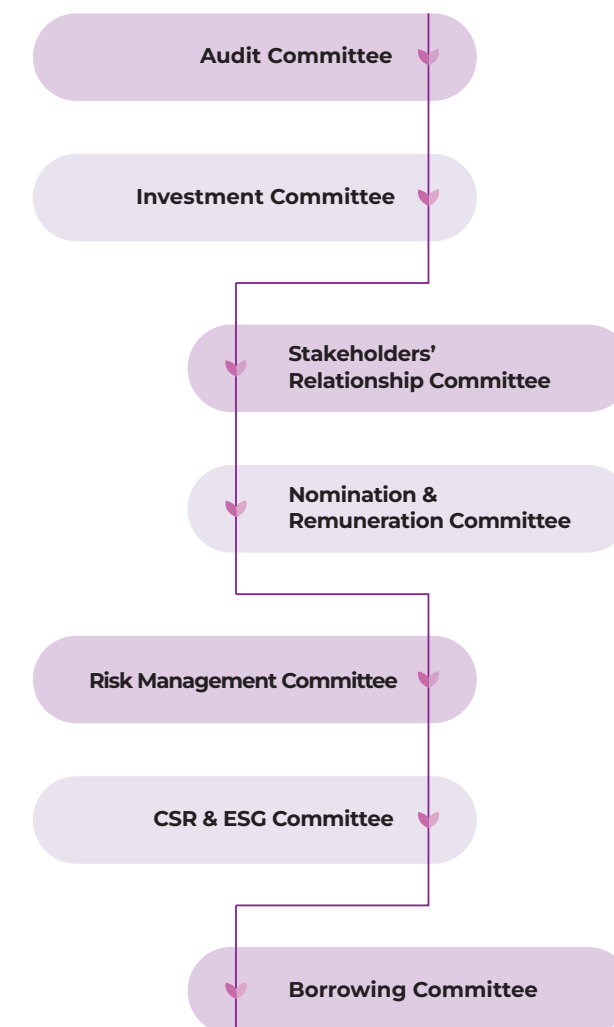 Audit Committee
Investment Committee
Stakeholders’
Relationship Committee
Nomination &
Remuneration Committee
Risk Management Committee
CSR & ESG Committee
Borrowing Committee